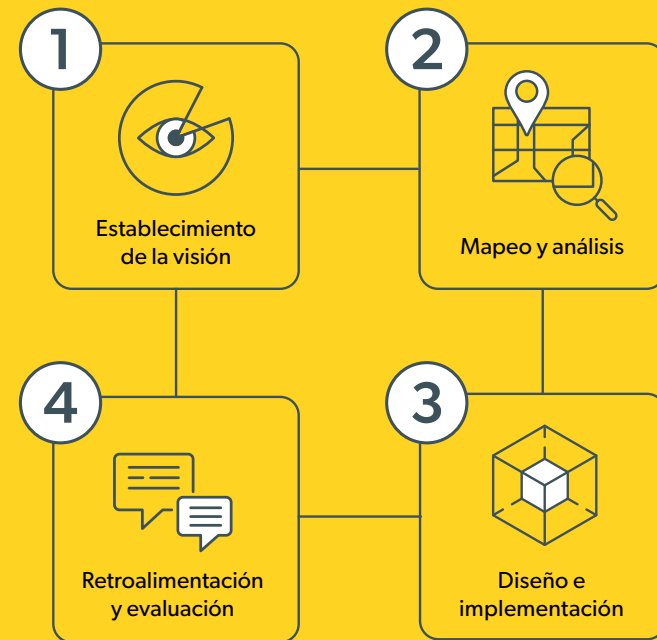 1
Establecimiento
de la visión
2
Mapeo y análisis
3
Diseño e
implementación
4
Retroalimentación
y evaluación